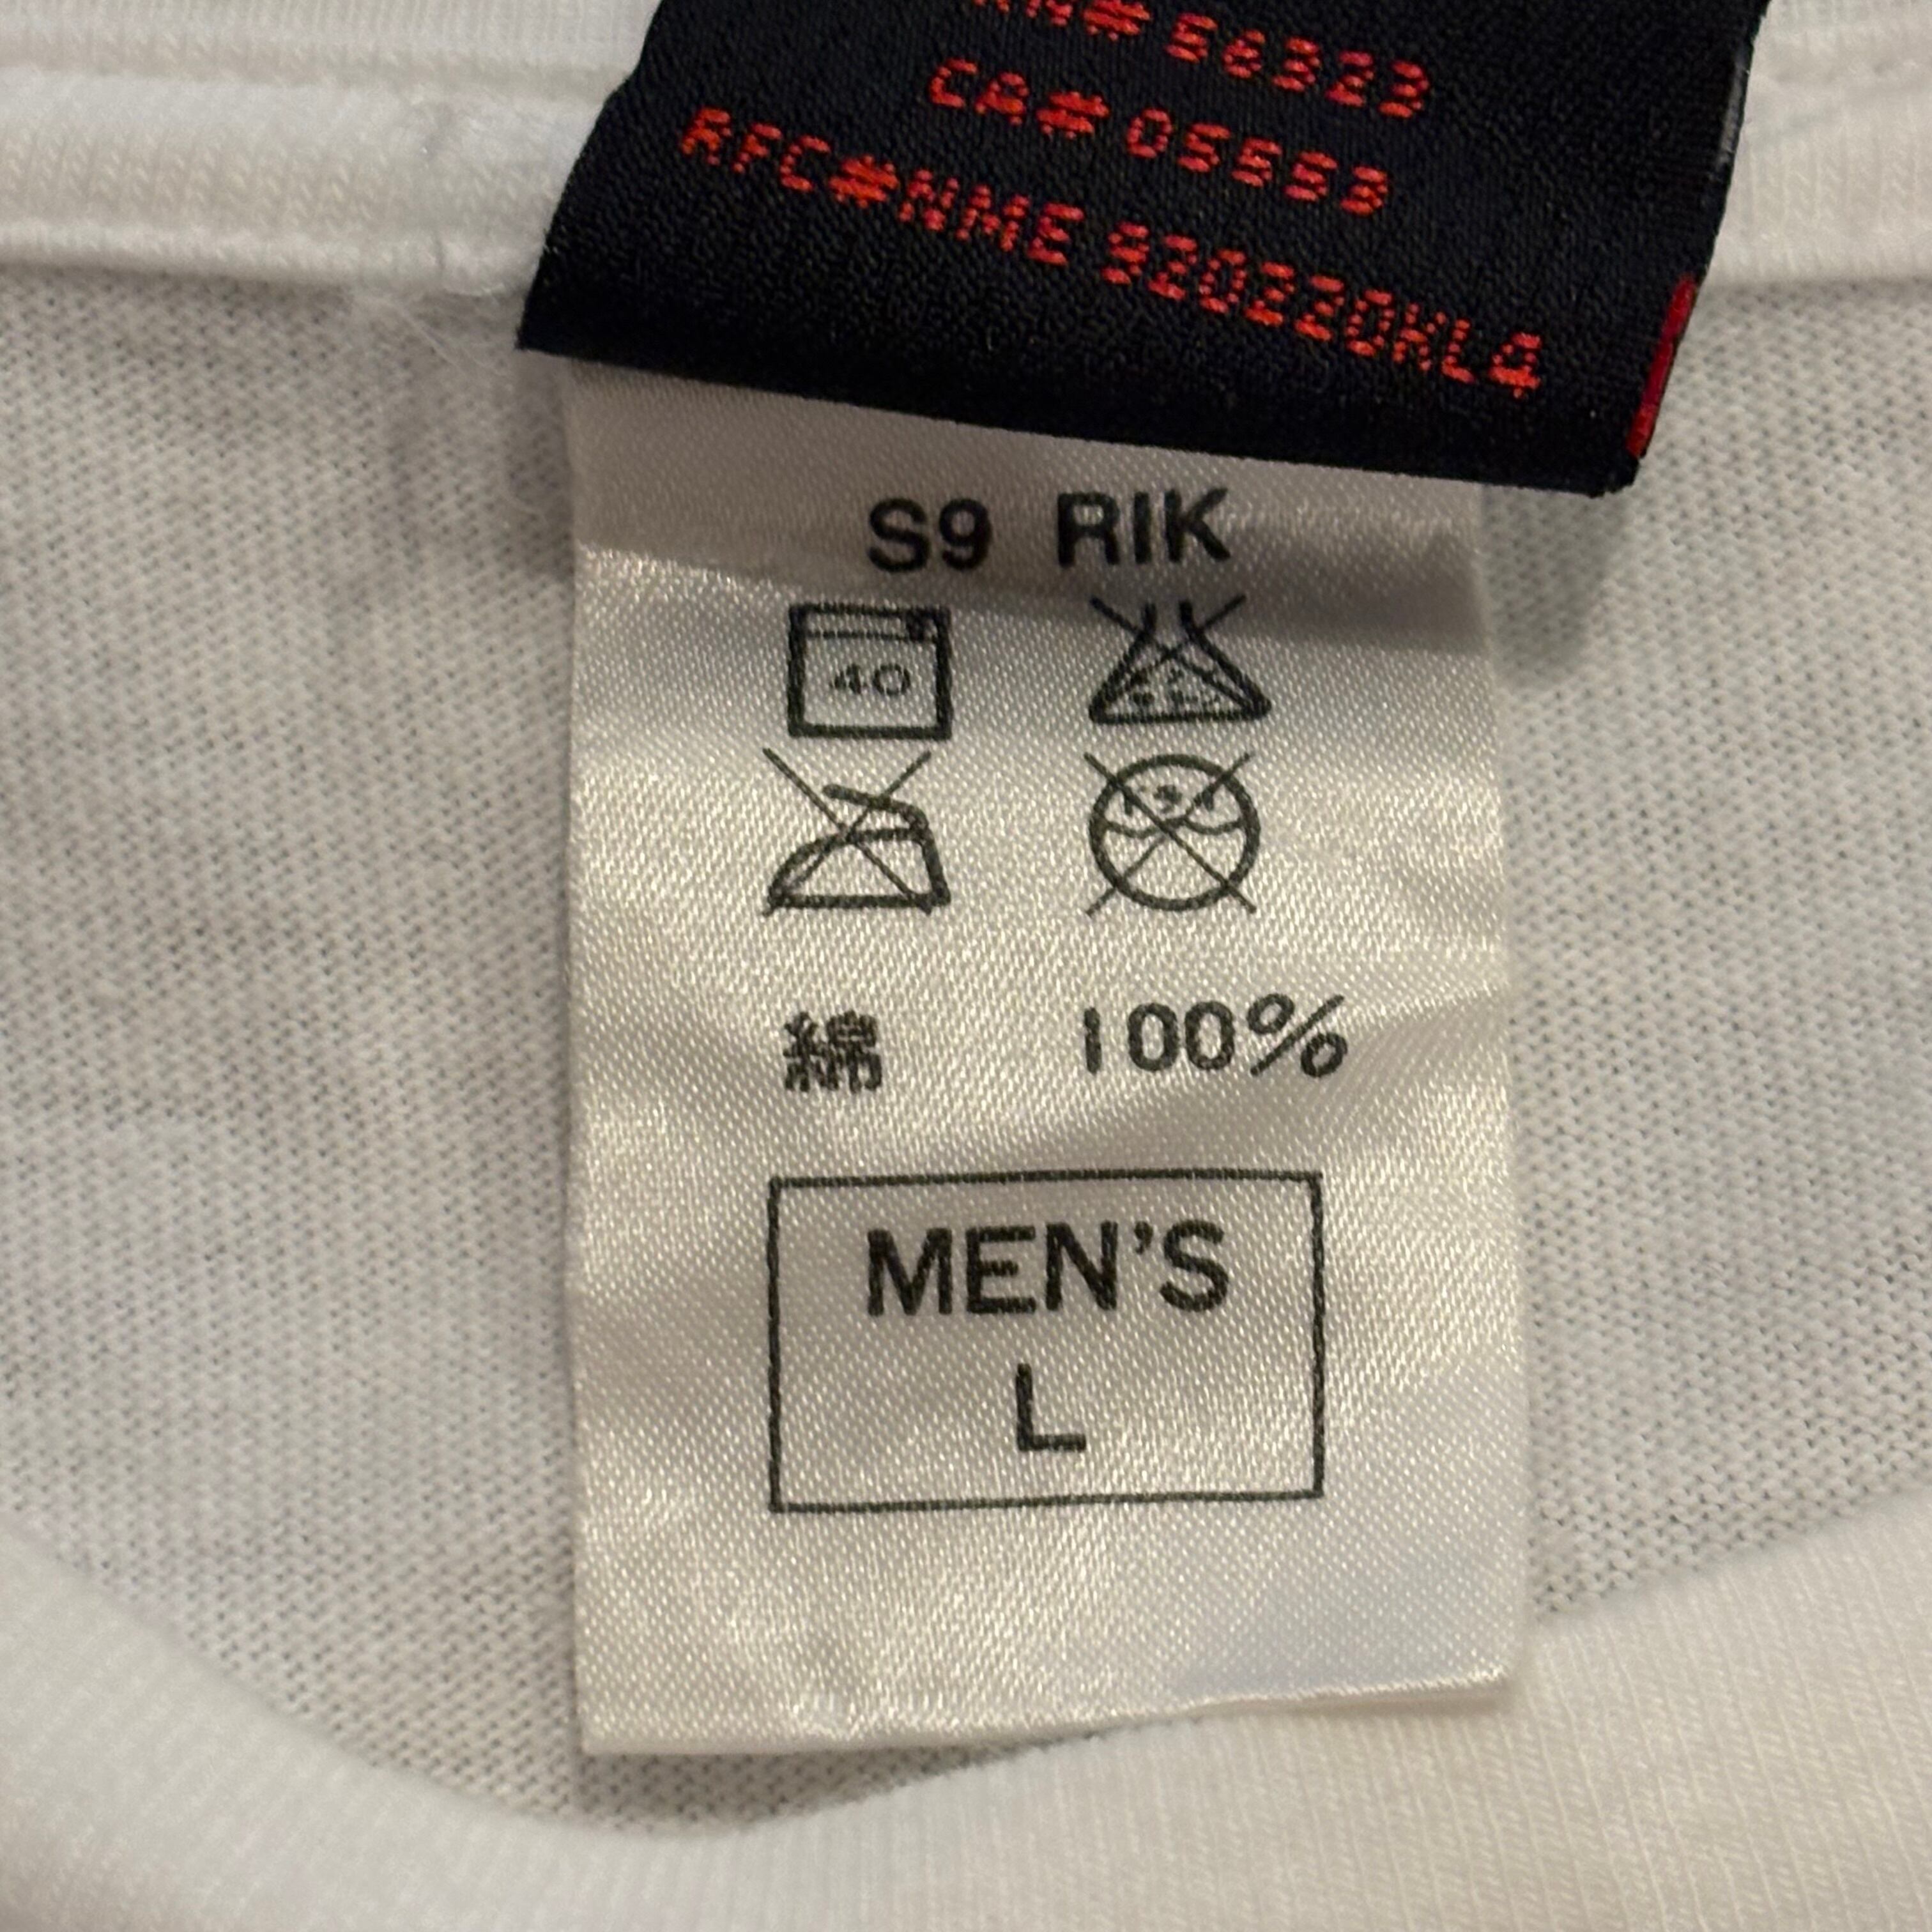 RN# 56323
CA# 05553
RFC#NME 920220KL4
S9 RIK
40
綿 100%
MEN'S
L